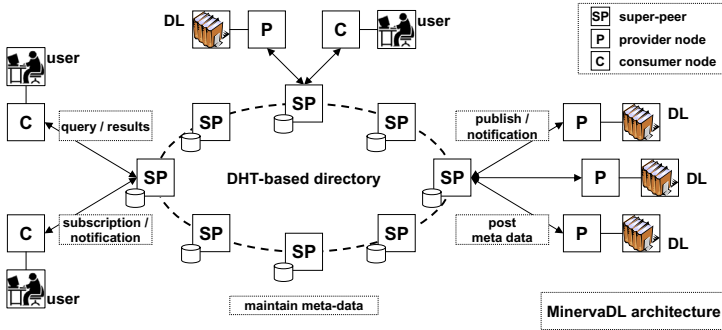 DL
P
C
user
SP super-peer
P provider node
C consumer node
user
C
query / results
SP
SP
SP
publish /
notification
P
DL
SP
DHT-based directory
SP
P
DL
C
subscription /
notification
SP
SP
SP
post
meta data
P
DL
user
maintain meta-data
MinervaDL architecture